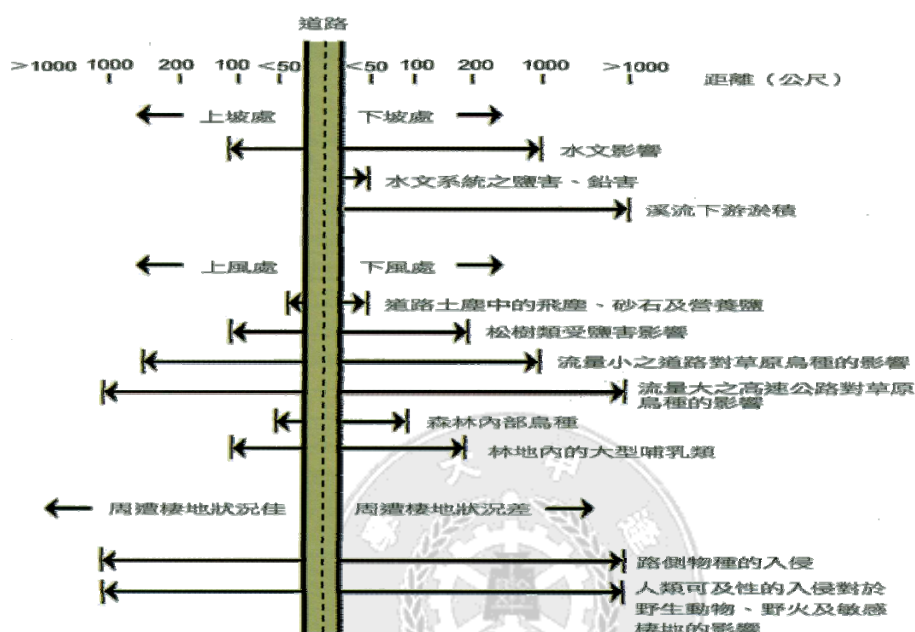 道路
>1000 1000 200 100 <50 <50 100 200 1000 >1000 距離（公尺）
上坡處 下坡處
水文影響
水文系統之鹽害、鉛害
溪流下游淤積
上風處 下風處
道路土塵中的飛塵、砂石及營養鹽
松樹類受鹽害影響
流量小之道路對草原鳥種的影響
流量大之高速公路對草原
鳥種的影響
森林內部鳥種
林地內的大型哺乳類
周遭棲地狀況佳 周遭棲地狀況差
路側物種的入侵
人類可及性的入侵對於
野生動物、野火及敏感
棲地的影響